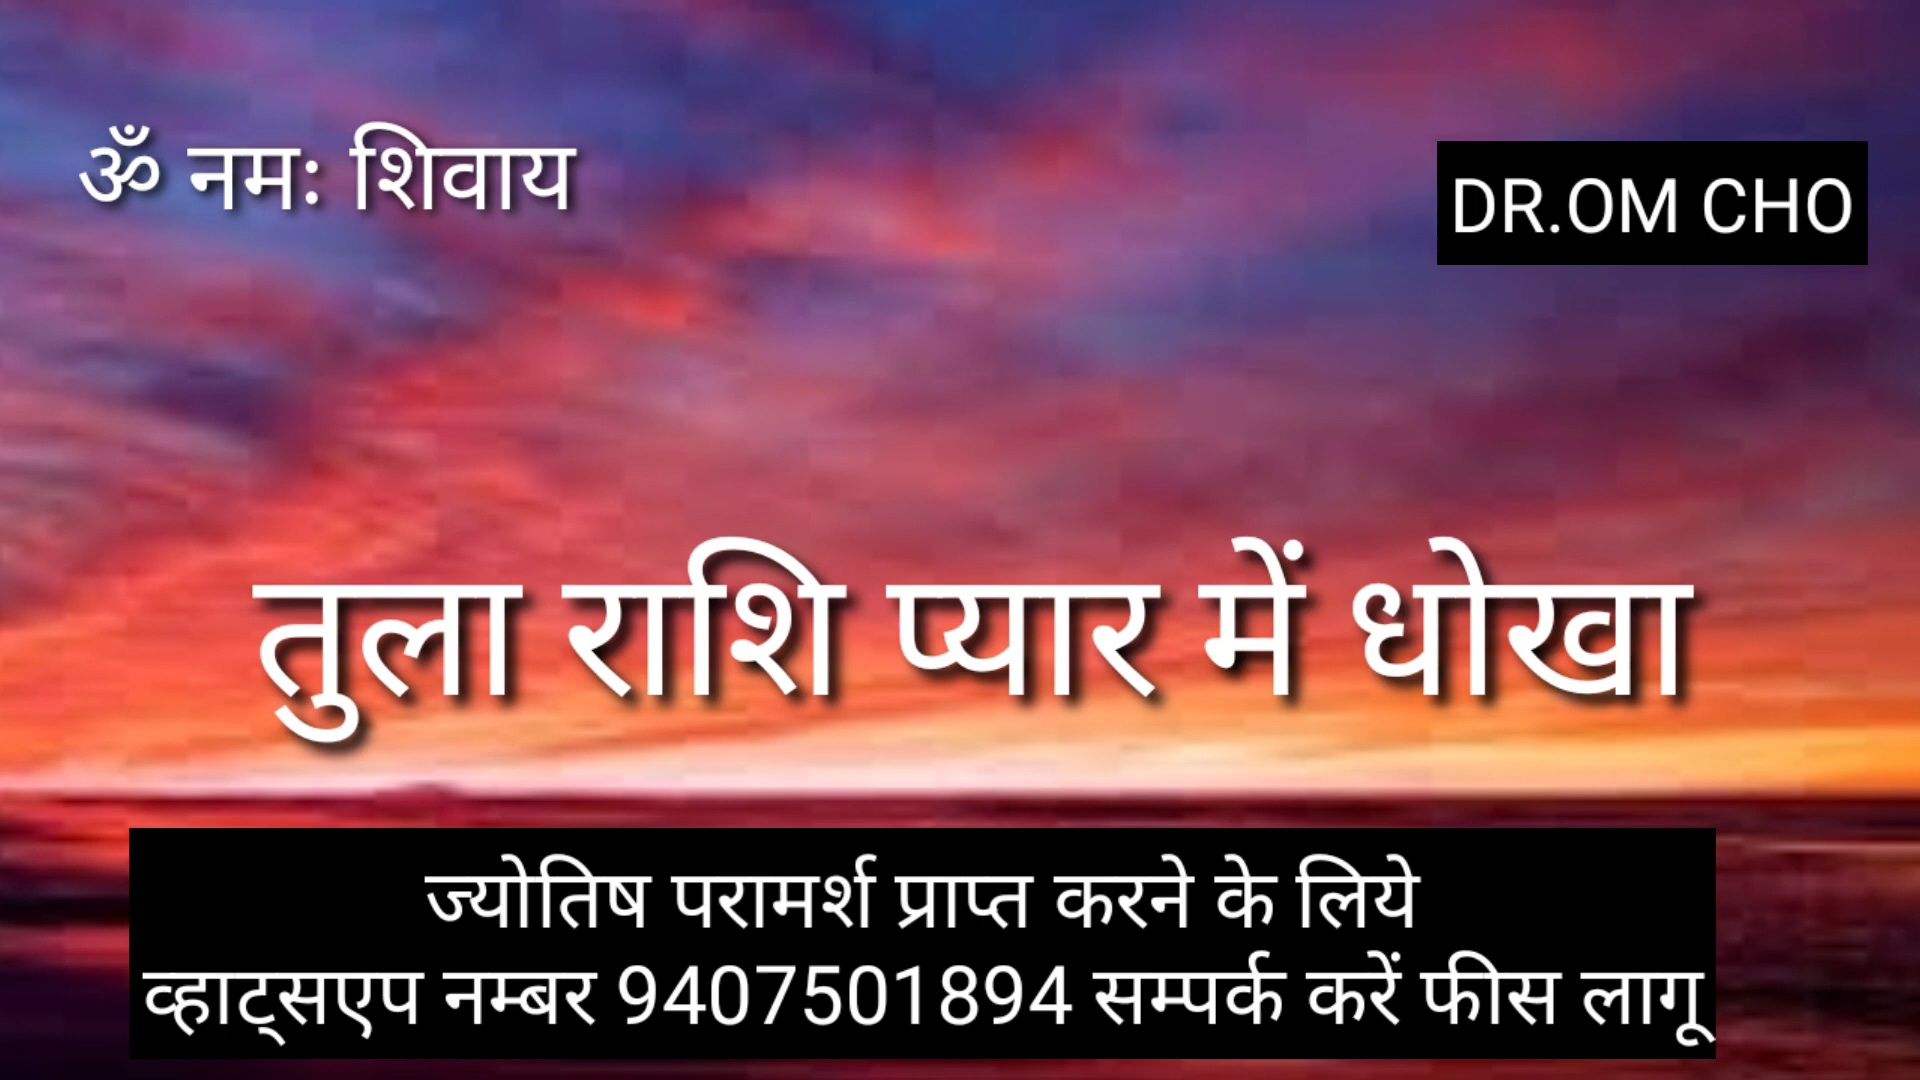 ॐ नमः शिवाय
DR.OM CHO
तुला राशि प्यार में धोखा
ज्योतिष परामर्श प्राप्त करने के लिये
व्हाट्सएप नम्बर 9407501894 सम्पर्क करें फीस लागू